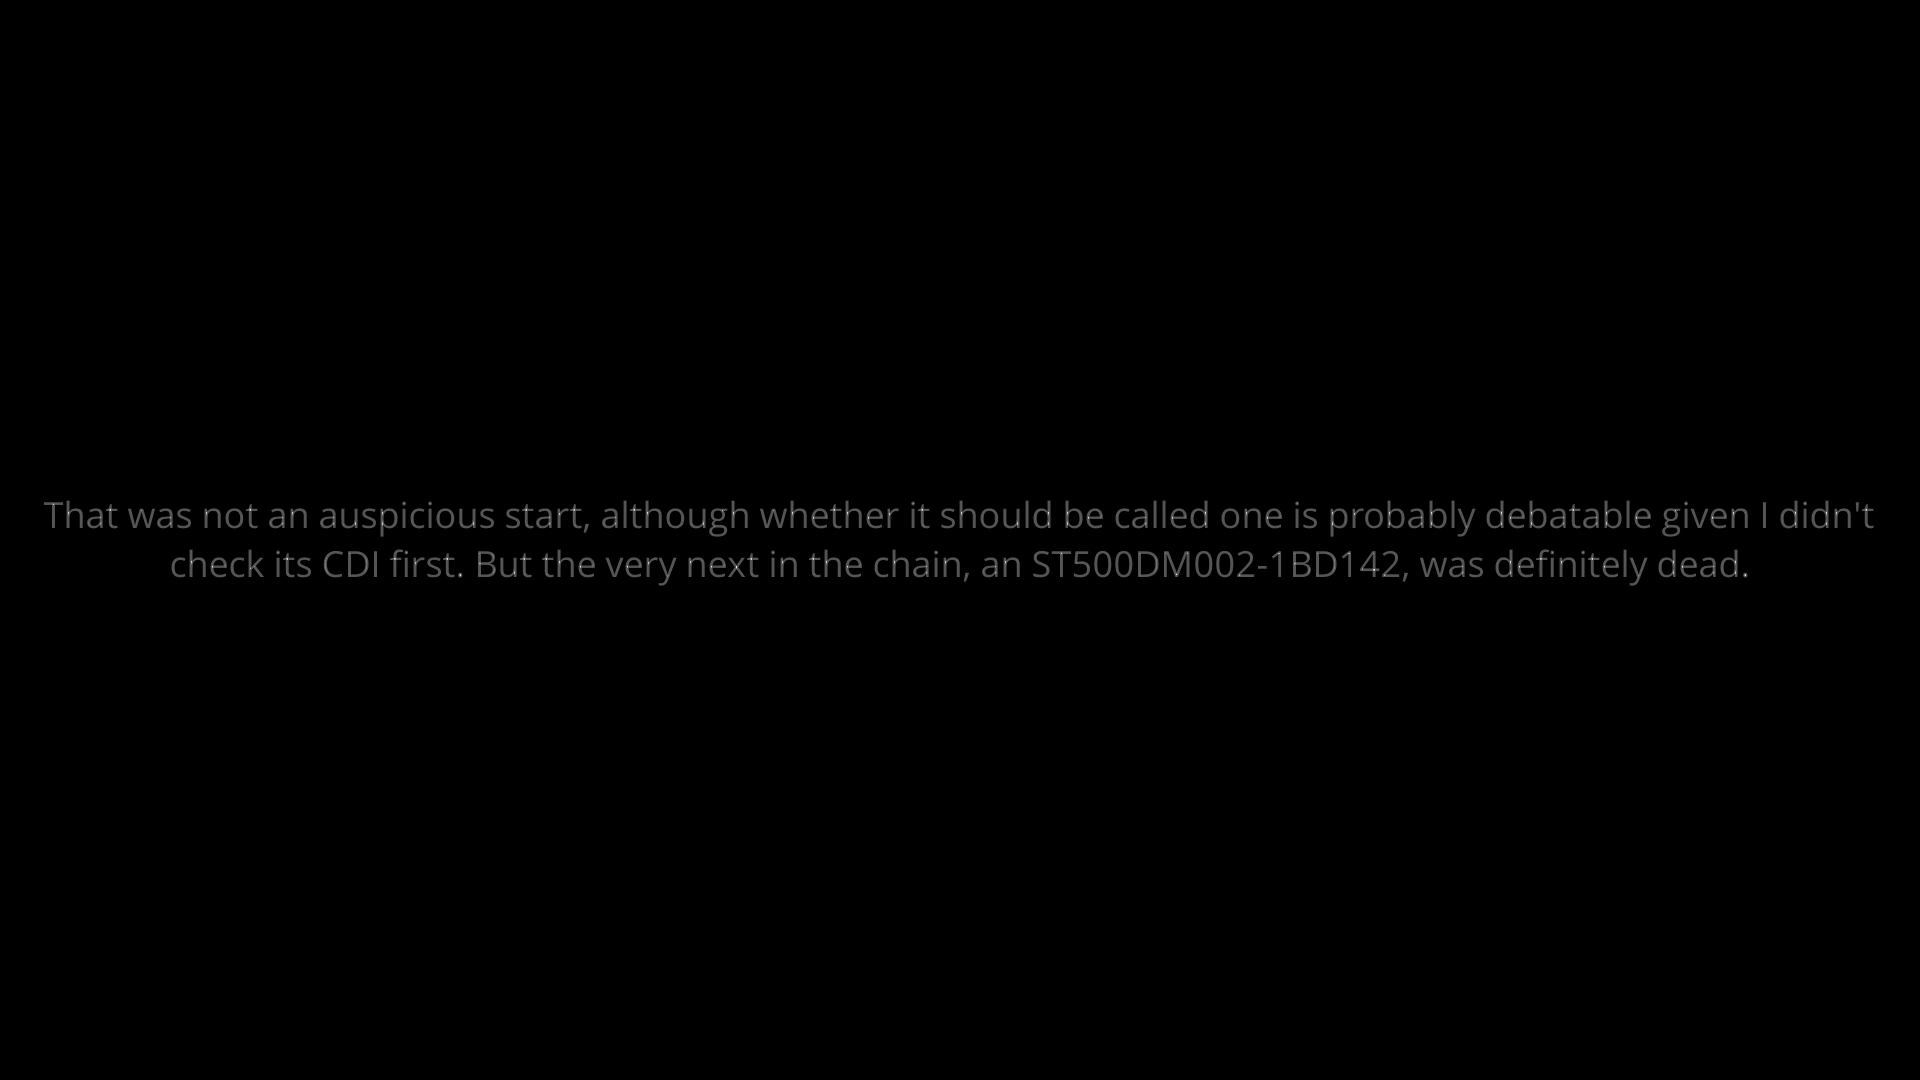 That was not an auspicious start, although whether it should be called one is probably debatable given I didn't
check its CDI first. But the very next in the chain, an ST500DM002-1BD142, was definitely dead.